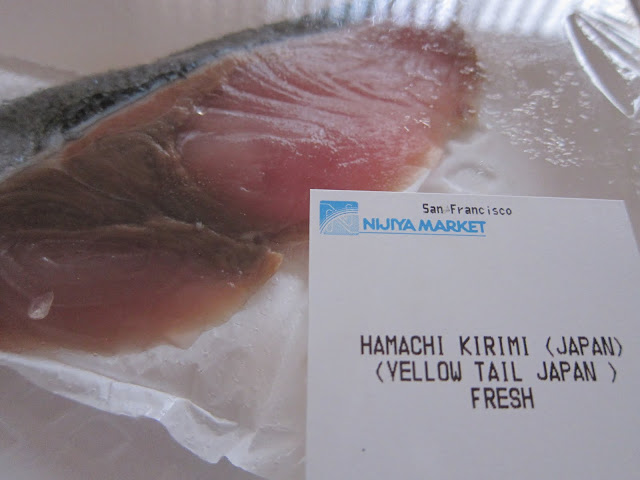 San Francisco
NIJIYA MARKET
HAMACHI KIRIMI (JAPAN)
(YELLOW TAIL JAPAN )
FRESH